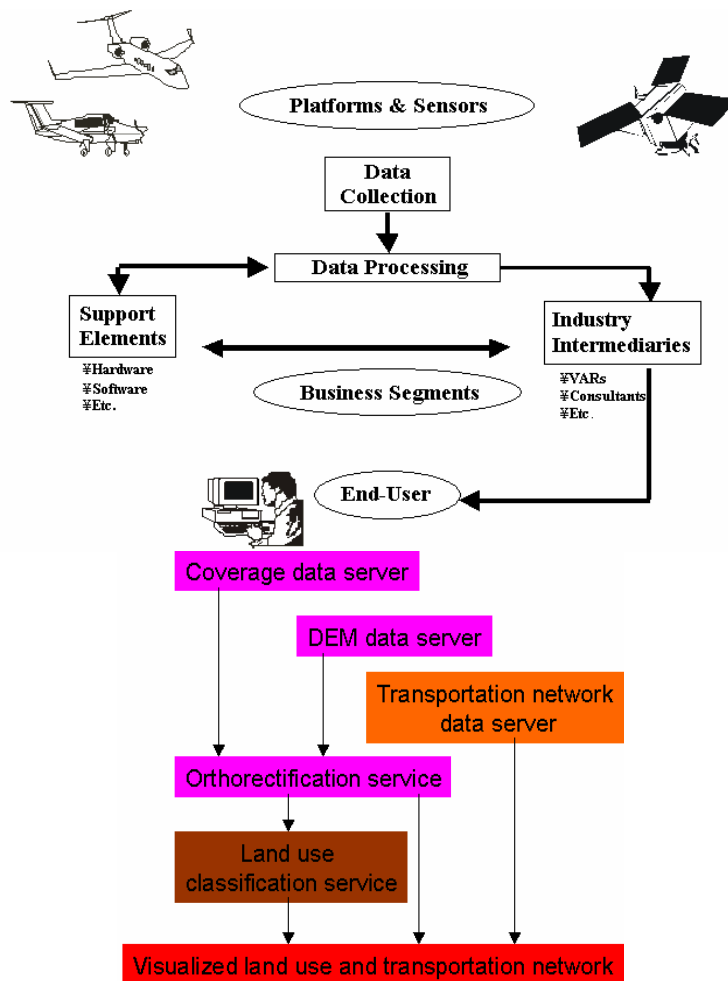 Platforms & Sensors
Data
Collection
Data Processing
Support
Elements
¥Hardware
¥Software
¥Etc.
Industry
Intermediaries
¥VARs
¥Consultants
¥Etc.
Business Segments
End-User
Coverage data server
DEM data server
Transportation network
data server
Orthorectification service
Land use
classification service
Visualized land use and transportation network